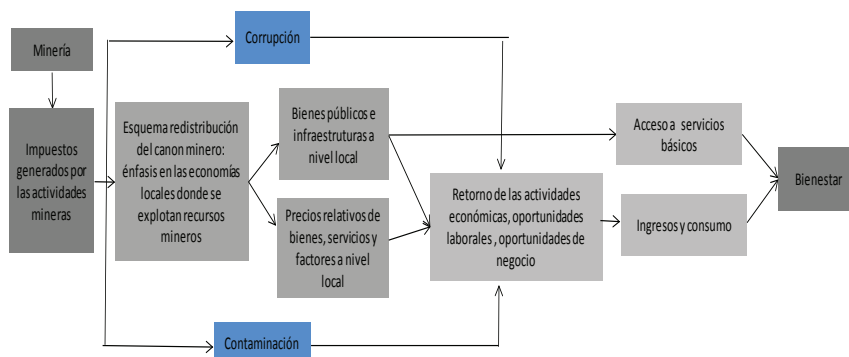 Corrupción
Minería
Impuestos
generados por
las actividades
mineras
Esquema redistribución
del canon minero:
énfasis en las economías
locales donde se
explotan recursos
mineros
Bienes públicos e
infraestruturas a
nivel local
Precios relativos de
bienes, servicios y
factores a nivel
local
Retorno de las actividades
económicas, oportunidades
laborales , oportunidades de
negocio
Acceso a servicios
básicos
Ingresos y consumo
Bienestar
Contaminación